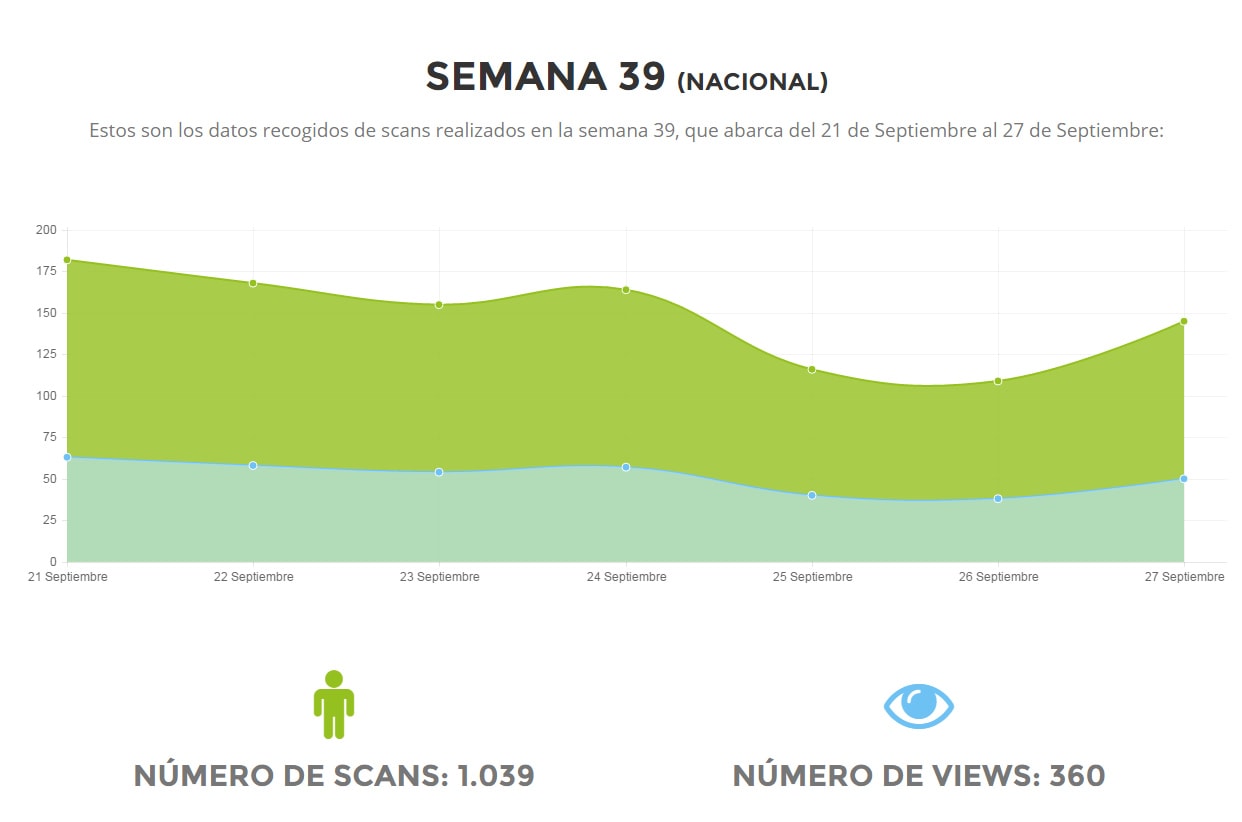 SEMANA 39 (NACIONAL)
Estos son los datos recogidos de scans realizados en la semana 39, que abarca del 21 de Septiembre al 27 de Septiembre:
200
175
150
125
100
75
50
25
0
21 Septiembre 22 Septiembre 23 Septiembre 24 Septiembre 25 Septiembre 26 Septiembre 27 Septiembre
NÚMERO DE SCANS: 1.039 NÚMERO DE VIEWS: 360